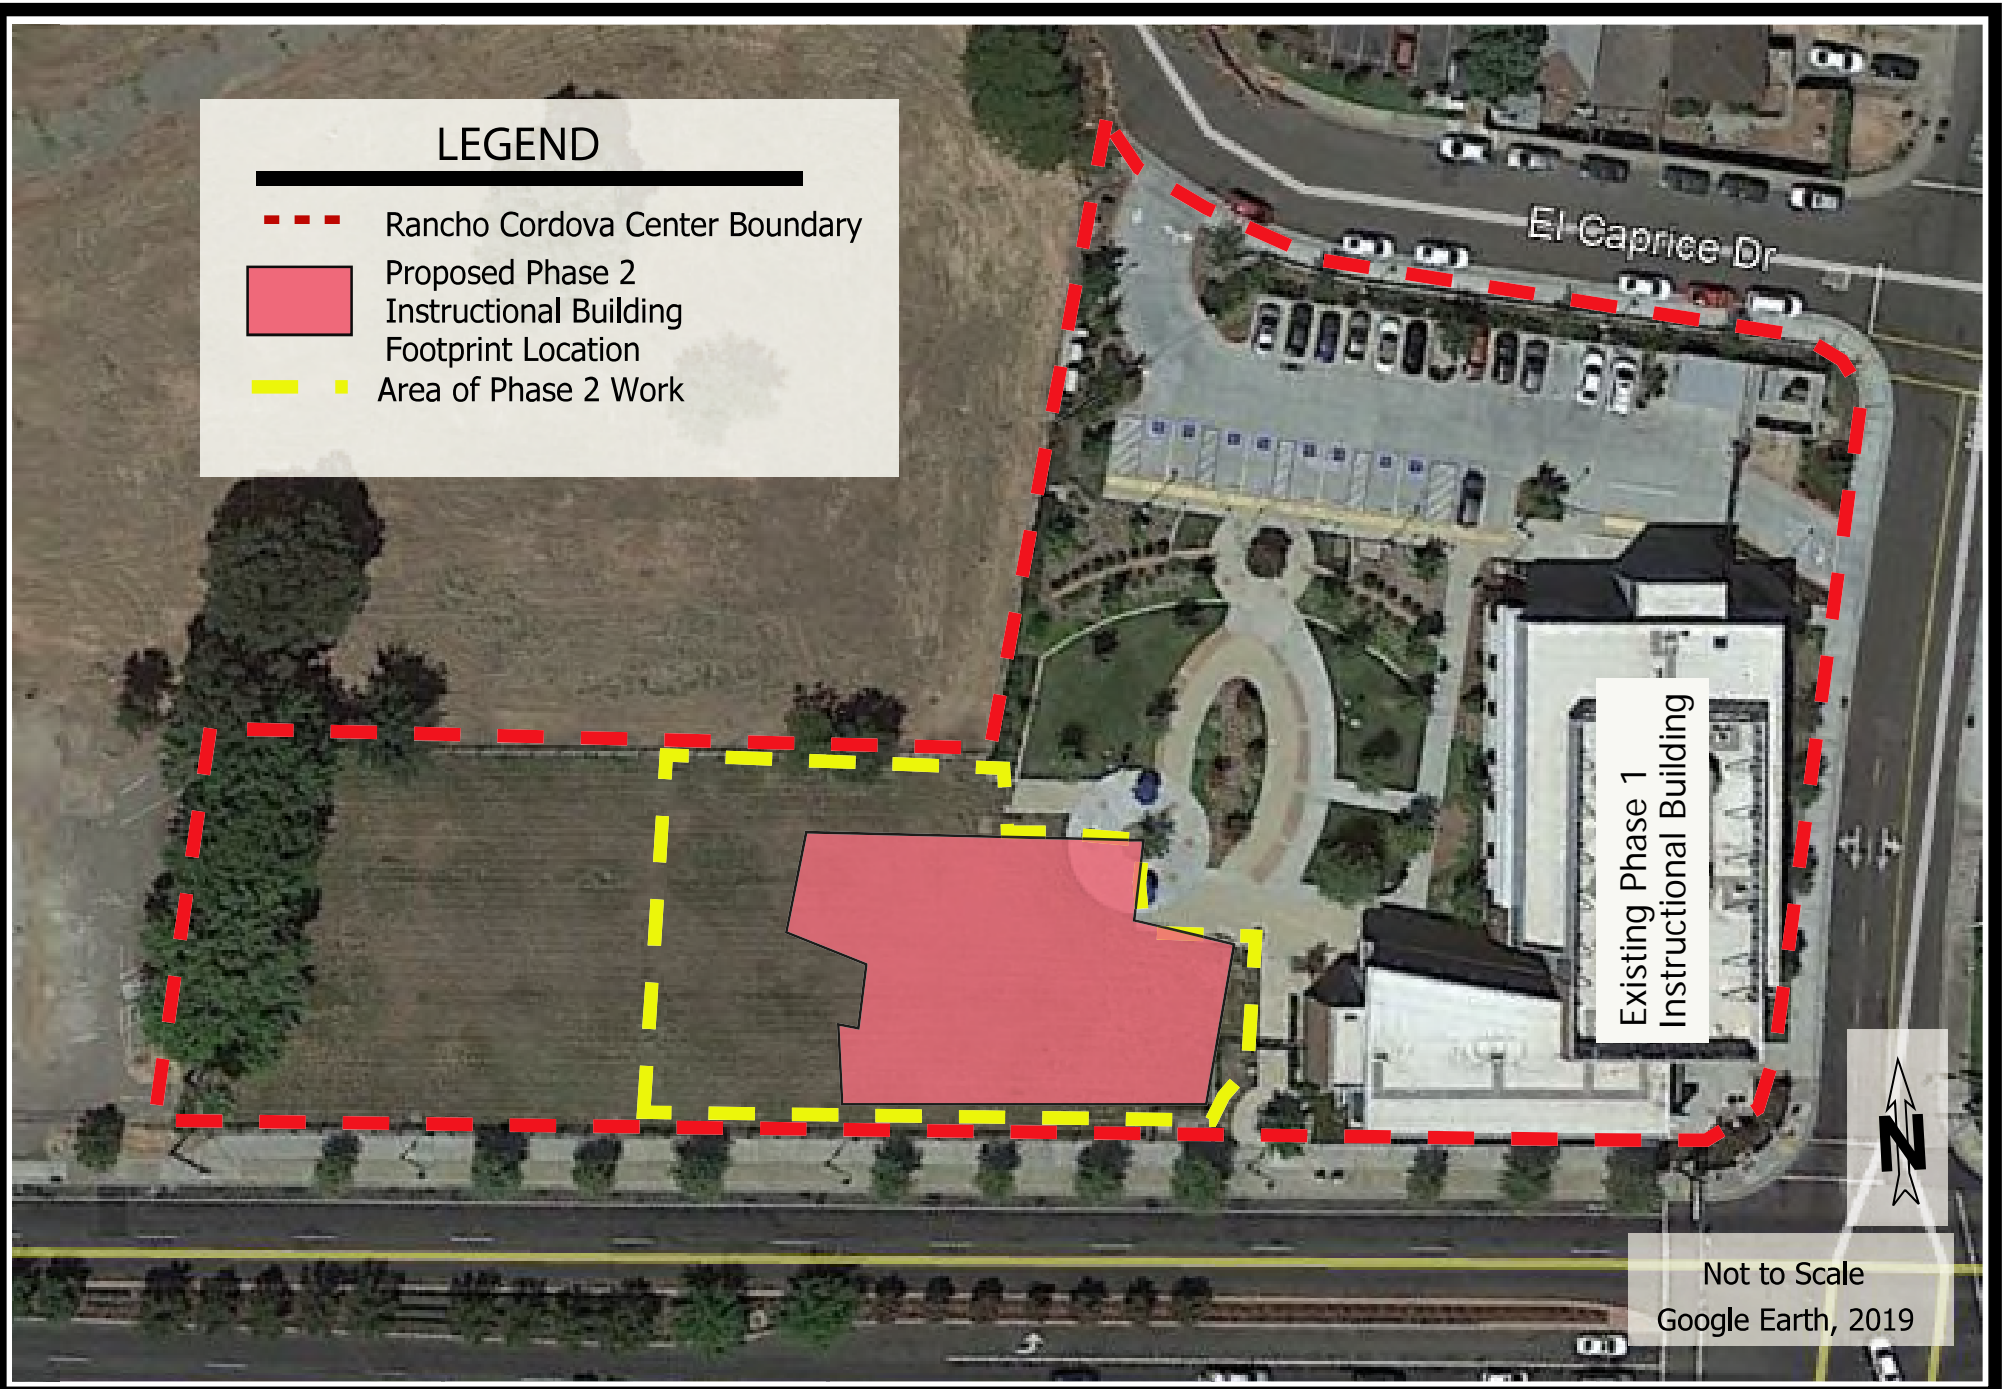 LEGEND
Rancho Cordova Center Boundary
Proposed Phase 2
Instructional Building
Footprint Location
Area of Phase 2 Work
El Caprice Dr
Existing Phase 1
Instructional Building
N
Not to Scale
Google Earth, 2019